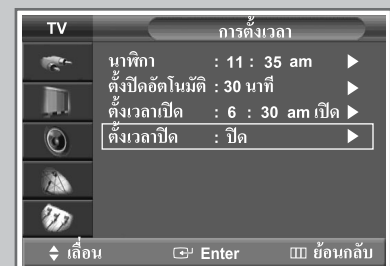 TV การตั้งเวลา
นาฬิกา : 11 : 35 am
ตั้งปิดอัตโนมัติ : 30 นาที
ตั้งเวลาเปิด : 6 : 30 am เปิด
ตั้งเวลาปิด : ปิด
เลื่อน Enter ย้อนกลับ